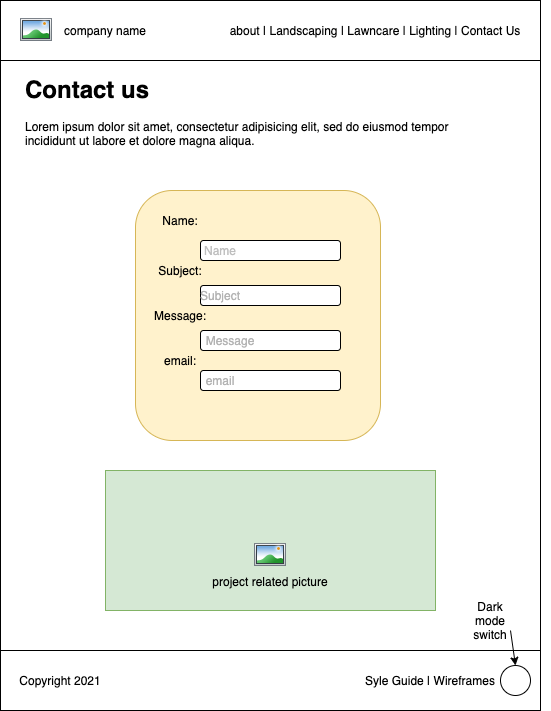 company name
about | Landscaping | Lawncare | Lighting | Contact Us
Contact us
Lorem ipsum dolor sit amet, consectetur adipisicing elit, sed do eiusmod tempor
incididunt ut labore et dolore magna aliqua.
Name:
Name
Subject:
Subject
Message:
Message
email:
email
project related picture
Dark
mode
switch
Copyright 2021
Syle Guide | Wireframes